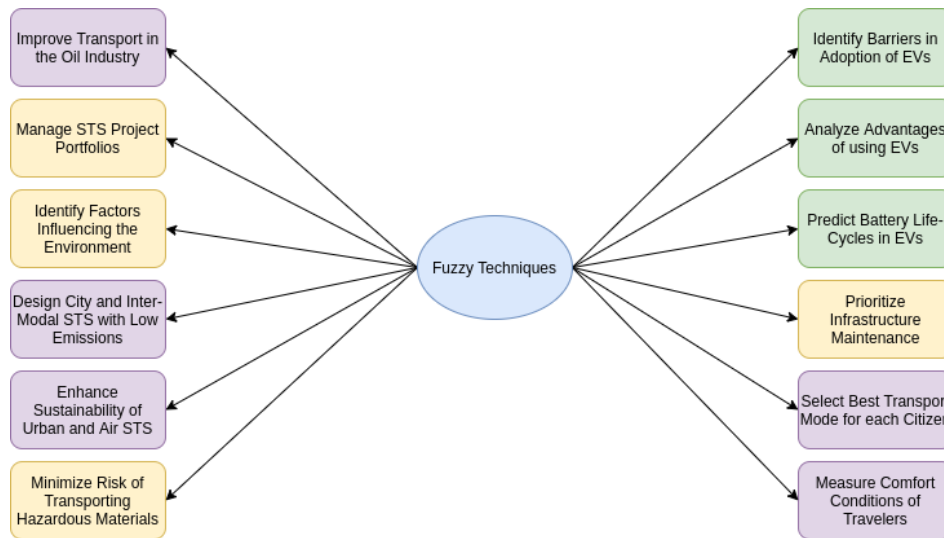 Improve Transport in
the Oil Industry
Manage STS Project
Portfolios
Identify Factors
Influencing the
Environment
Design City and Inter-
Modal STS with Low
Emissions
Enhance
Sustainability of
Urban and Air STS
Minimize Risk of
Transporting
Hazardous Materials
Fuzzy Techniques
Identify Barriers in
Adoption of EVs
Analyze Advantages
of using EVs
Predict Battery Life-
Cycles in EVs
Prioritize
Infrastructure
Maintenance
Select Best Transpor
Mode for each Citizen
Measure Comfort
Conditions of
Travelers